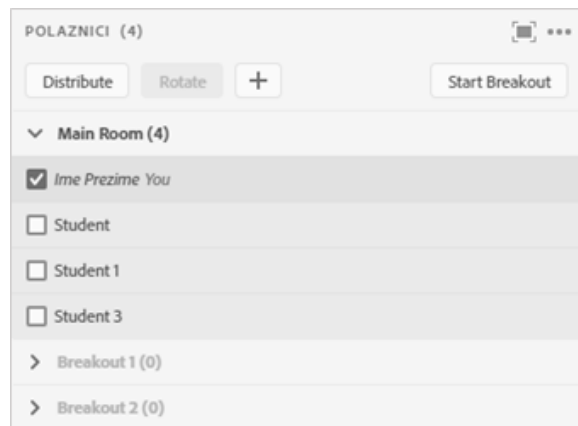 POLAZNICI (4)
Distribute Rotate + Start Breakout
Main Room (4)
Ime Prezime You
Student
Student 1
Student 3
Breakout 1 (0)
Breakout 2 (0)